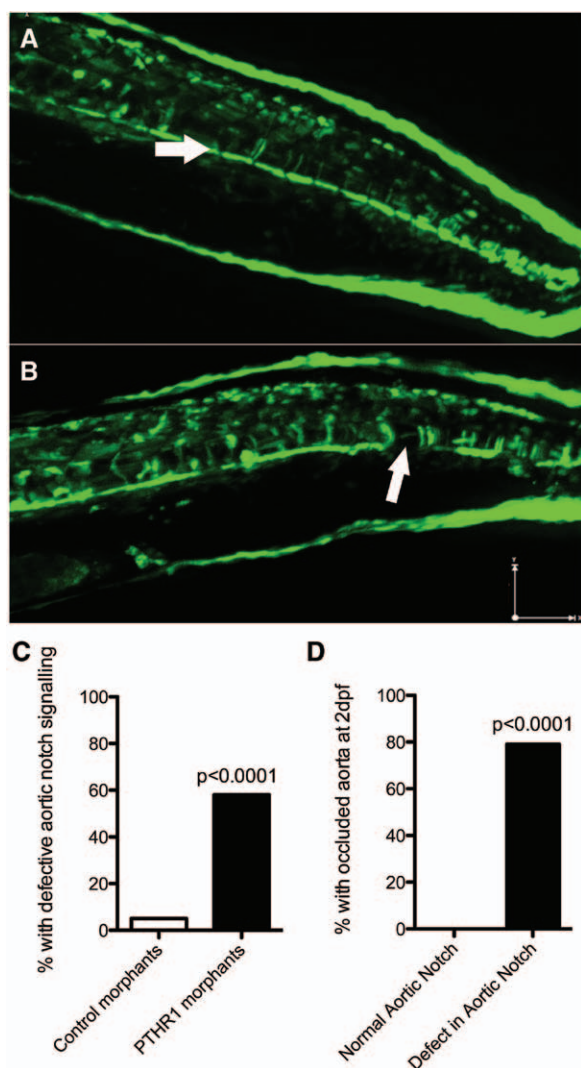 A
B
Y
X
C
% with defective aortic notch signalling
100
80
60
40
20
0
p<0.0001
Control morphants
PTHR1 morphants
D
% with occluded aorta at 2dpf
100
80
60
40
20
0
p<0.0001
Normal Aortic Notch
Defect in Aortic Notch